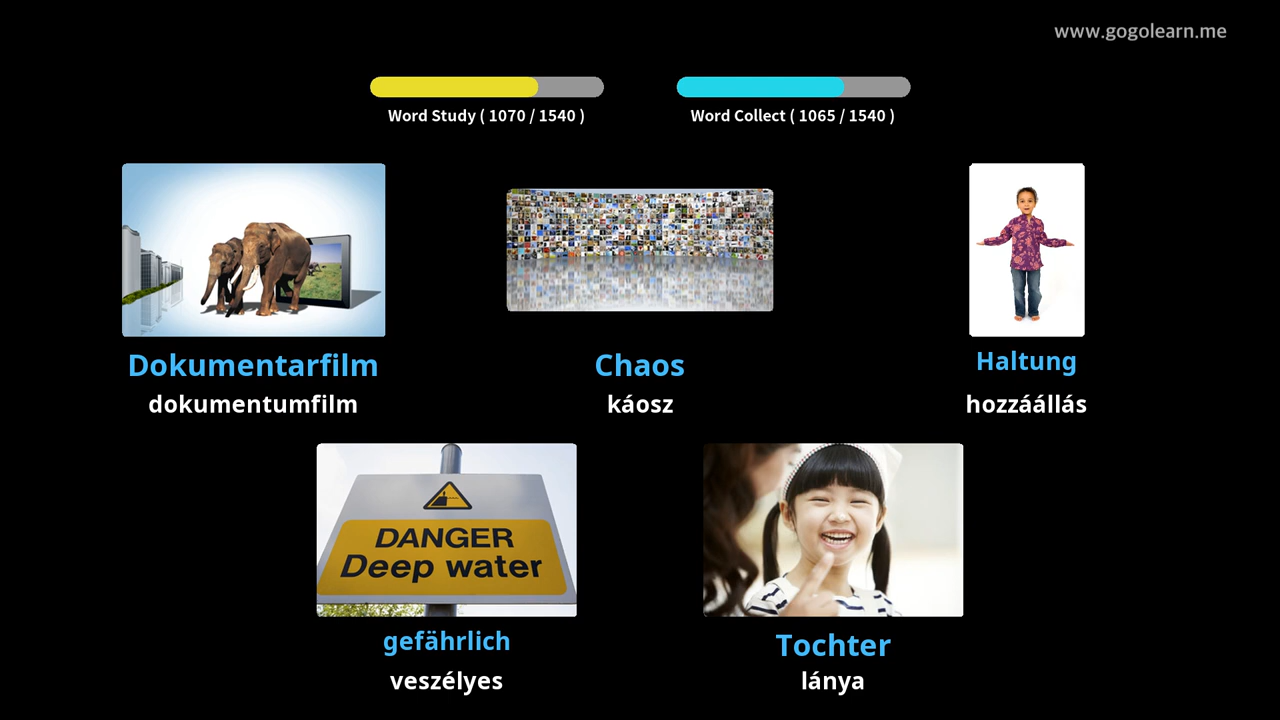 www.gogolearn.me
Word Study ( 1070 / 1540 )
Word Collect ( 1065 / 1540 )
Dokumentarfilm
dokumentumfilm
Chaos
káosz
Haltung
hozzáállás
DANGER
Deep water
gefährlich
veszélyes
Tochter
lánya